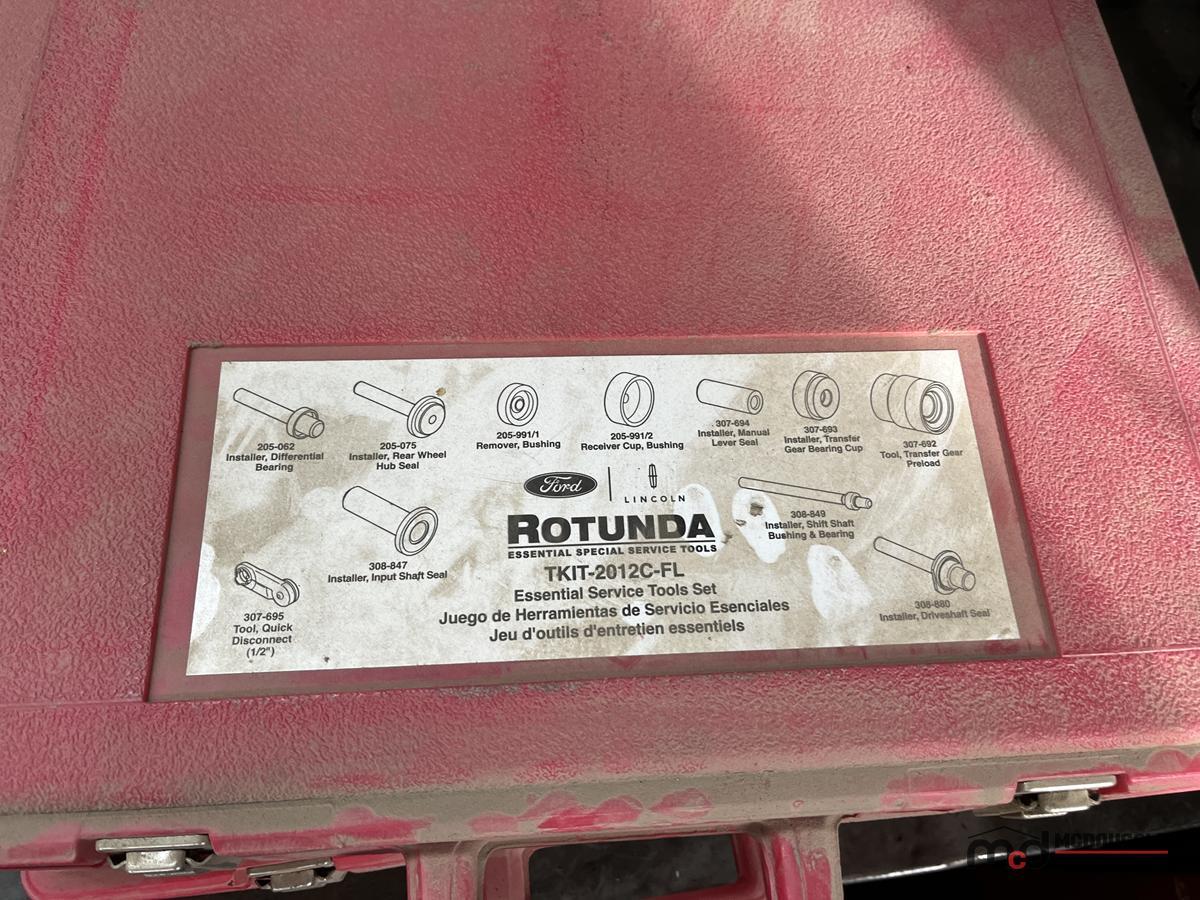 205-062
Installer, Differential
Bearing
205-075
Installer, Rear Wheel
Hub Seal
205-991/1
Remover, Bushing
205-991/2
Receiver Cup, Bushing
307-694
Installer, Manual
Lever Seal
307-693
Installer, Transfer
Gear Bearing Cup
307-692
Tool, Transfer Gear
Preload
Ford
LINCOLN
308-849
Installer, Shift Shaft
Bushing & Bearing
308-847
Installer, Input Shaft Seal
ROTUNDA
ESSENTIAL SPECIAL SERVICE TOOLS
TKIT-2012C-FL
Essential Service Tools Set
Juego de Herramientas de Servicio Esenciales
Jeu d'outils d'entretien essentiels
307-695
Tool, Quick
Disconnect
(1/2")
308-880
Installer, Driveshaft Seal
mcd